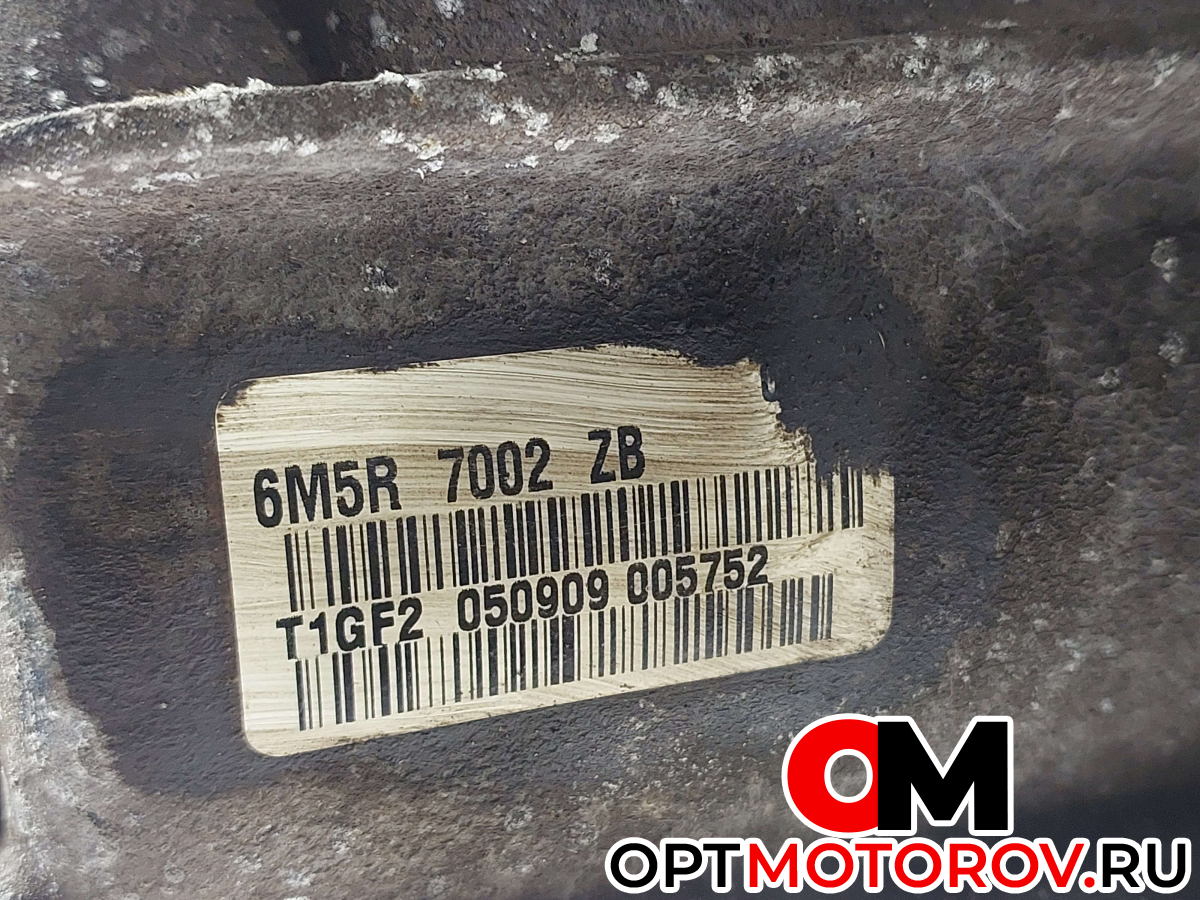 6M5R 7002 ZB
T1GF2 050909 005752
OM
OPTMOTOROV.RU